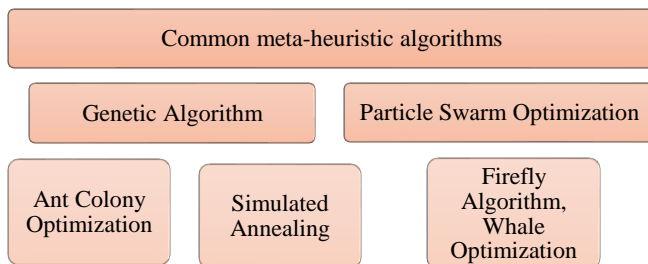 Common meta-heuristic algorithms
Genetic Algorithm
Particle Swarm Optimization
Ant Colony
Optimization
Simulated
Annealing
Firefly
Algorithm,
Whale
Optimization